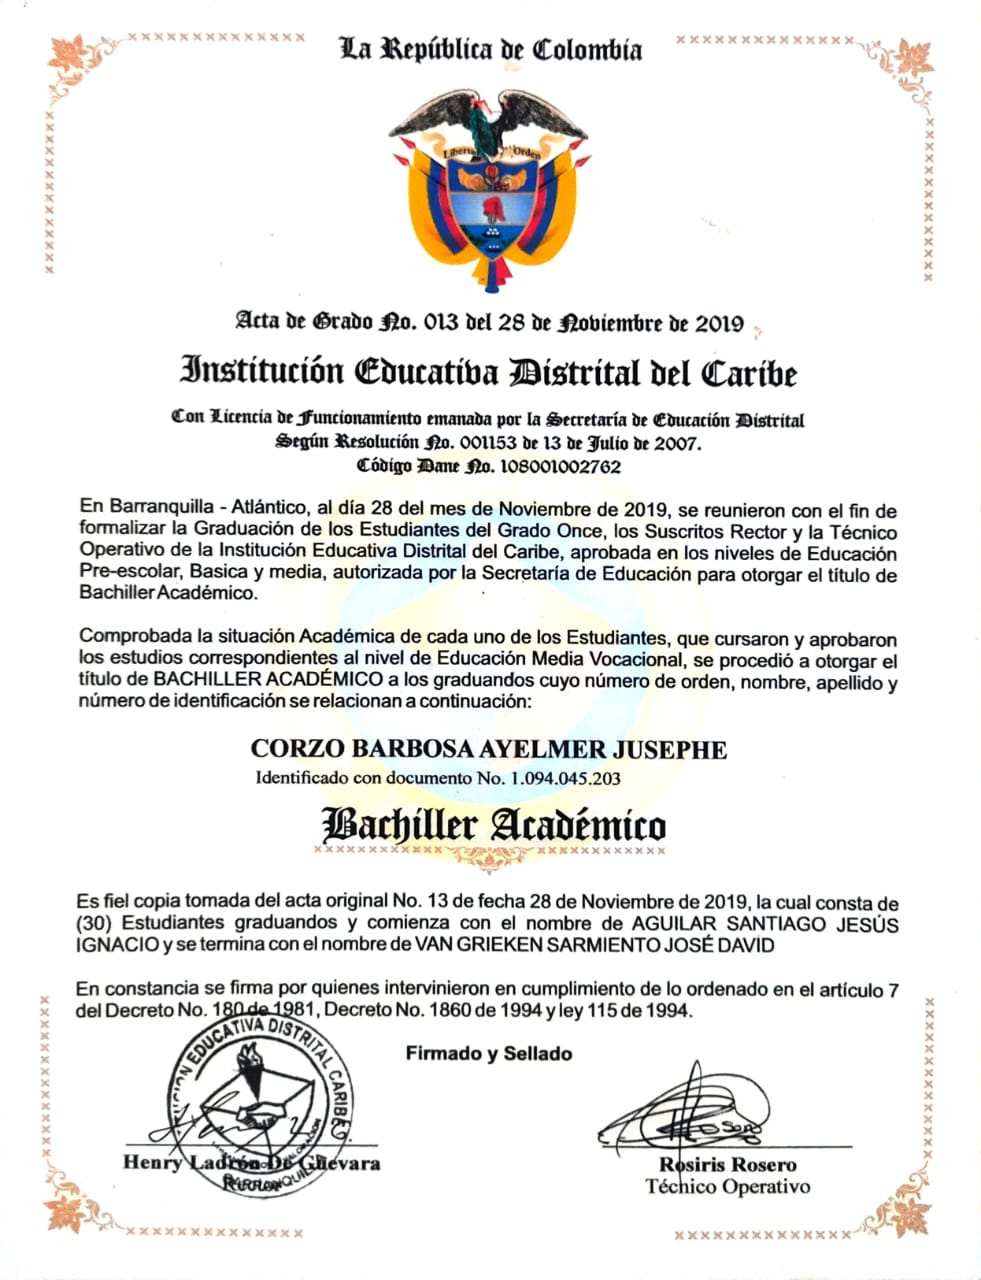 La República de Colombia
Libertad y Orden
Acta de Grado No. 013 del 28 de Noviembre de 2019
Institución Educativa Distrital del Caribe
Con Licencia de Funcionamiento emanada por la Secretaría de Educación Distrital
Según Resolución No. 001153 de 13 de Julio de 2007.
Código Dane No. 108001002762
En Barranquilla - Atlántico, al día 28 del mes de Noviembre de 2019, se reunieron con el fin de
formalizar la Graduación de los Estudiantes del Grado Once, los Suscritos Rector y la Técnico
Operativo de la Institución Educativa Distrital del Caribe, aprobada en los niveles de Educación
Pre-escolar, Basica y media, autorizada por la Secretaría de Educación para otorgar el título de
Bachiller Académico.
Comprobada la situación Académica de cada uno de los Estudiantes, que cursaron y aprobaron
los estudios correspondientes al nivel de Educación Media Vocacional, se procedió a otorgar el
título de BACHILLER ACADÉMICO a los graduandos cuyo número de orden, nombre, apellido y
número de identificación se relacionan a continuación:
CORZO BARBOSA AYELMER JUSEPHE
Identificado con documento No. 1.094.045.203
Bachiller Académico
Es fiel copia tomada del acta original No. 13 de fecha 28 de Noviembre de 2019, la cual consta de
(30) Estudiantes graduandos y comienza con el nombre de AGUILAR SANTIAGO JESÚS
IGNACIO y se termina con el nombre de VAN GRIEKEN SARMIENTO JOSÉ DAVID
En constancia se firma por quienes intervinieron en cumplimiento de lo ordenado en el artículo 7
del Decreto No. 180 de 1981, Decreto No. 1860 de 1994 y ley 115 de 1994.
Firmado y Sellado
EDUCATIVA DISTRITAL CARIBE
BARRANQUILLA
Henry Ladrón De Guevara
Rector
Rosiris Rosero
Técnico Operativo